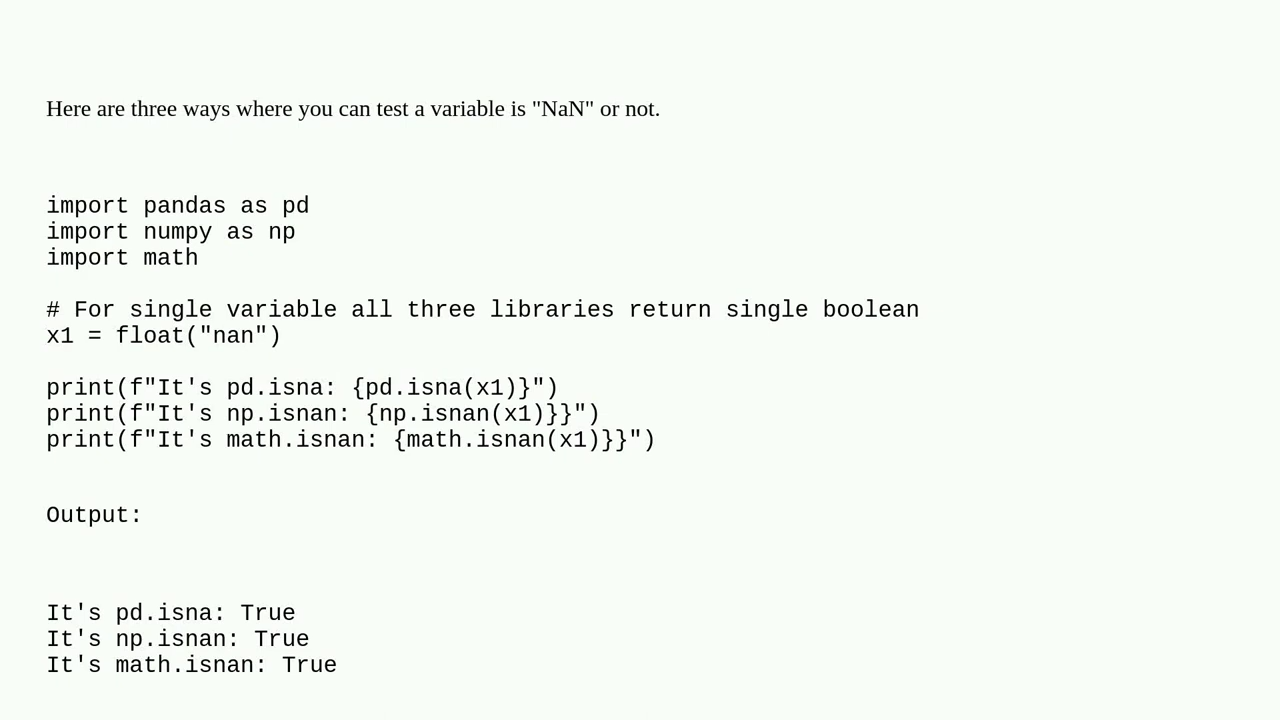 Here are three ways where you can test a variable is "NaN" or not.
import pandas as pd
import numpy as np
import math
# For single variable all three libraries return single boolean
x1 = float("nan")
print(f"It's pd.isna: {pd.isna(x1)}")
print(f"It's np.isnan: {np.isnan(x1)}}")
print(f"It's math.isnan: {math.isnan(x1)}}")
Output:
It's pd.isna: True
It's np.isnan: True
It's math.isnan: True